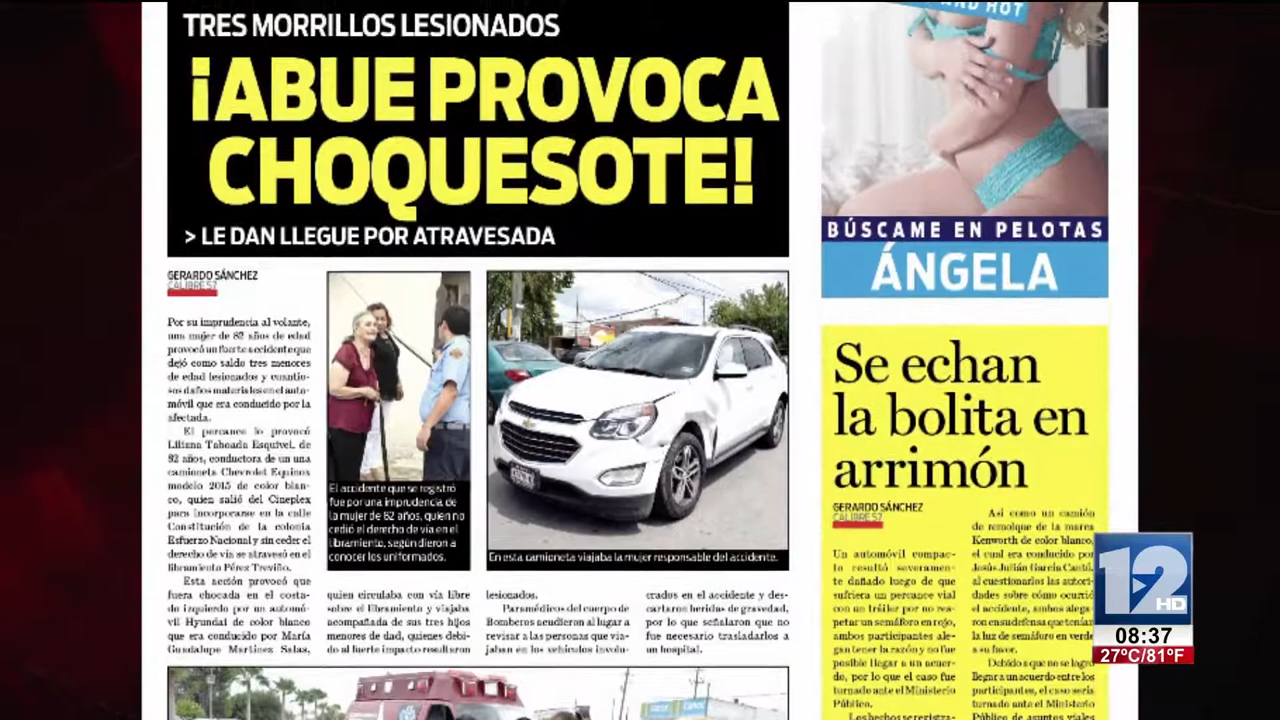 TRES MORRILLOS LESIONADOS
¡ABUE PROVOCA
CHOQUESOTE!
> LE DAN LLEGUE POR ATRAVESADA
GERARDO SÁNCHEZ
CALIBRE 57
Por su imprudencia al volante,
una mujer de 82 años de edad
provocó un fuerte accidente que
dejó como saldo tres menores
de edad lesionados y cuantio-
sos daños materiales en el auto-
móvil que era conducido por la
afectada.
El percance lo provocó
Liliana Taboada Esquivel, de
82 años, conductora de un una
camioneta Chevrolet Equinox
modelo 2015 de color blan-
co, quien salió del Cineplex
para incorporarse en la calle
Constitución de la colonia
Esfuerzo Nacional y sin ceder el
derecho de vía se atravesó en el
libramiento Pérez Treviño.
Esta acción provocó que
fuera chocada en el costa-
do izquierdo por un automó-
vil Hyundai de color blanco
que era conducido por María
Guadalupe Martínez Salas,
El accidente que se registró
fue por una imprudencia de
la mujer de 82 años, quien no
cedió el derecho de vía en el
libramiento, según dieron a
conocer los uniformados.
En esta camioneta viajaba la mujer responsable del accidente.
quien circulaba con vía libre
sobre el libramiento y viajaba
acompañada de sus tres hijos
menores de edad, quienes debi-
do al fuerte impacto resultaron
lesionados.
Paramédicos del cuerpo de
Bomberos acudieron al lugar a
revisar a las personas que via-
jaban en los vehículos involu-
crados en el accidente y des-
cartaron heridas de gravedad,
por lo que señalaron que no
fue necesario trasladarlos a
un hospital.
AND HOT
BÚSCAME EN PELOTAS
ÁNGELA
Se echan
la bolita en
arrimón
GERARDO SÁNCHEZ
CALIBRE 57
Un automóvil compac-
to resultó severamen-
te dañado luego de que
sufriera un percance vial
con un tráiler por no res-
petar un semáforo en rojo,
ambos participantes ale-
gan tener la razón y no fue
posible llegar a un acuer-
do, por lo que el caso fue
turnado ante el Ministerio
Público.
Los hechos se registra-
Así como un camión
de remolque de la marca
Kenworth de color blanco,
el cual era conducido por
Jesús Julián García Cantú,
al cuestionarlos las autori-
dades sobre cómo ocurrió
el accidente, ambos alega-
ron en su defensa que tenían
la luz de semáforo en verde
a su favor.
Debido a que no se logró
llegar a un acuerdo entre los
participantes, el caso sería
turnado ante el Ministerio
Público de asuntos viales
12
HD
08:37
27°C/81°F